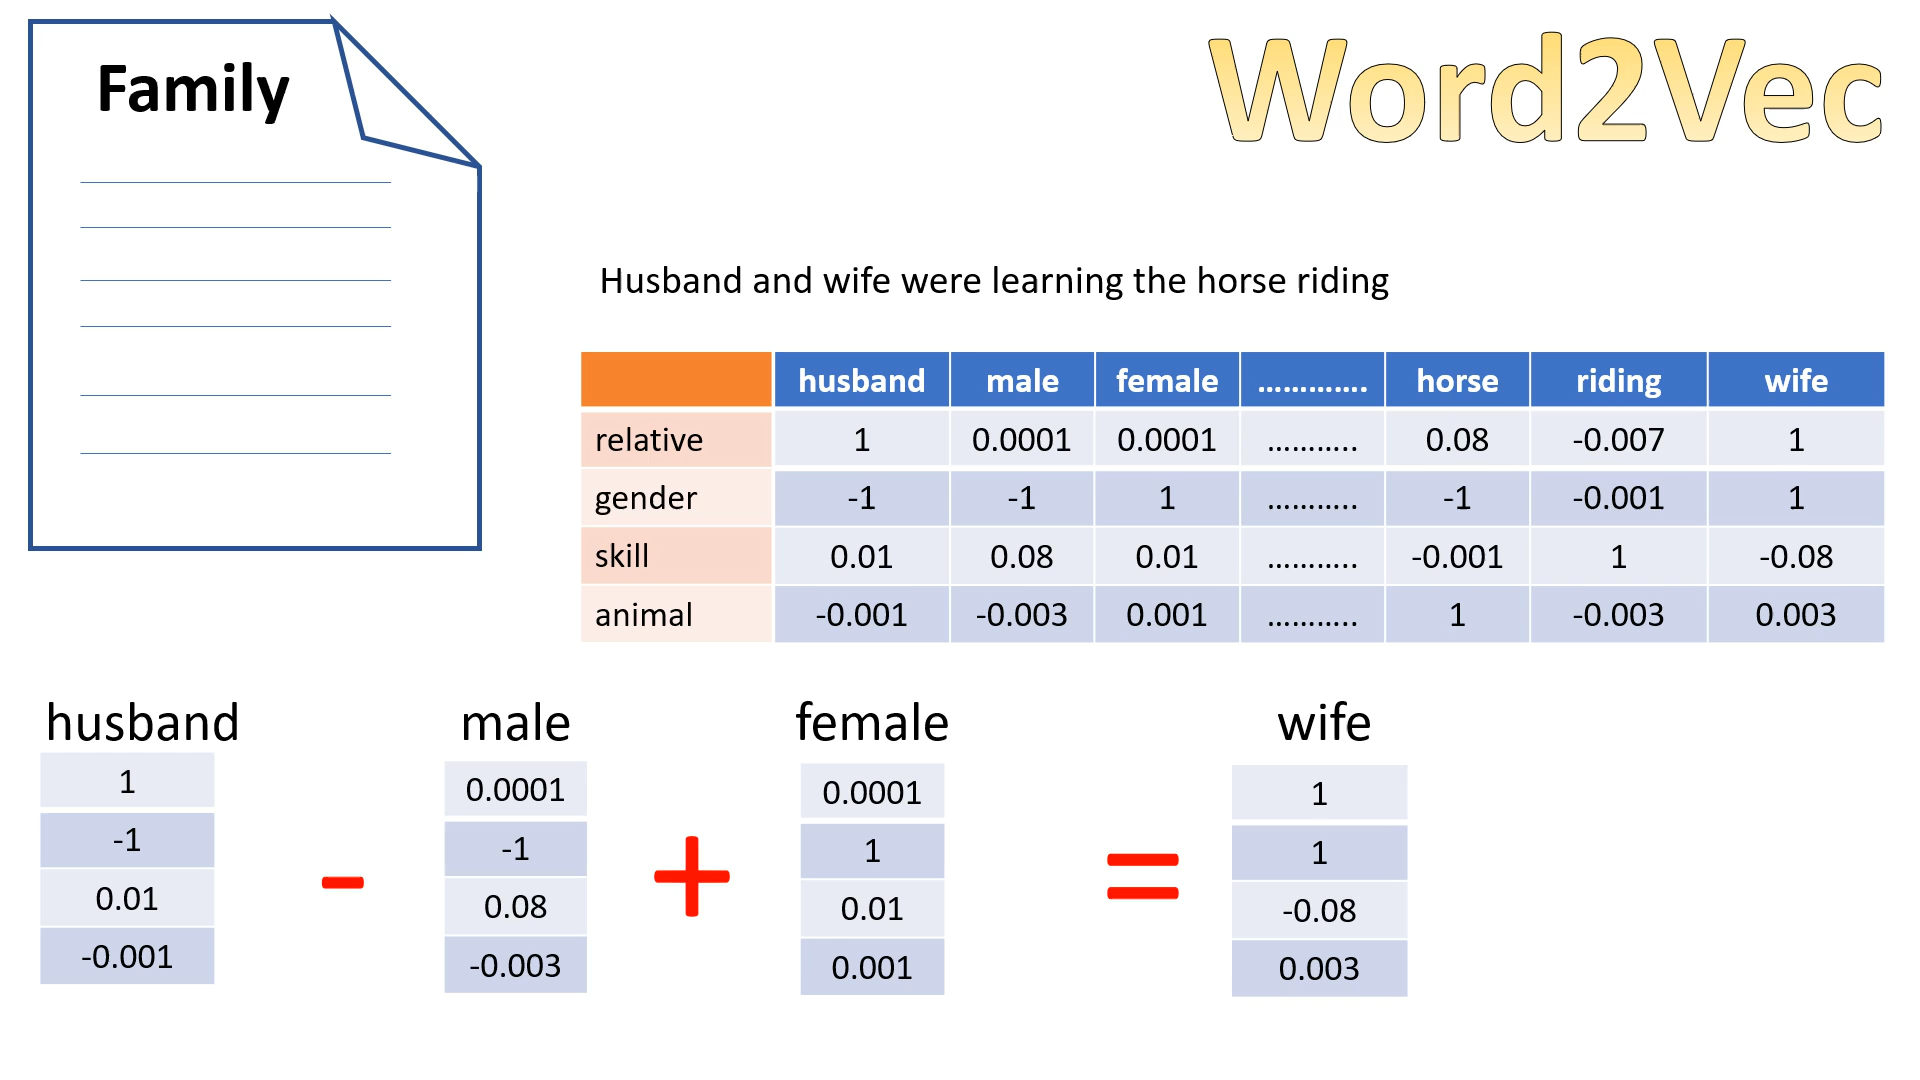 Family
Word2Vec
Husband and wife were learning the horse riding
husband male female …………. horse riding wife
relative 1 0.0001 0.0001 ……….. 0.08 -0.007 1
gender -1 -1 1 ……….. -1 -0.001 1
skill 0.01 0.08 0.01 ……….. -0.001 1 -0.08
animal -0.001 -0.003 0.001 ……….. 1 -0.003 0.003
husband male female wife
1 0.0001 0.0001 1
-1 -1 1 1
- + =
0.01 0.08 0.01 -0.08
-0.001 -0.003 0.001 0.003